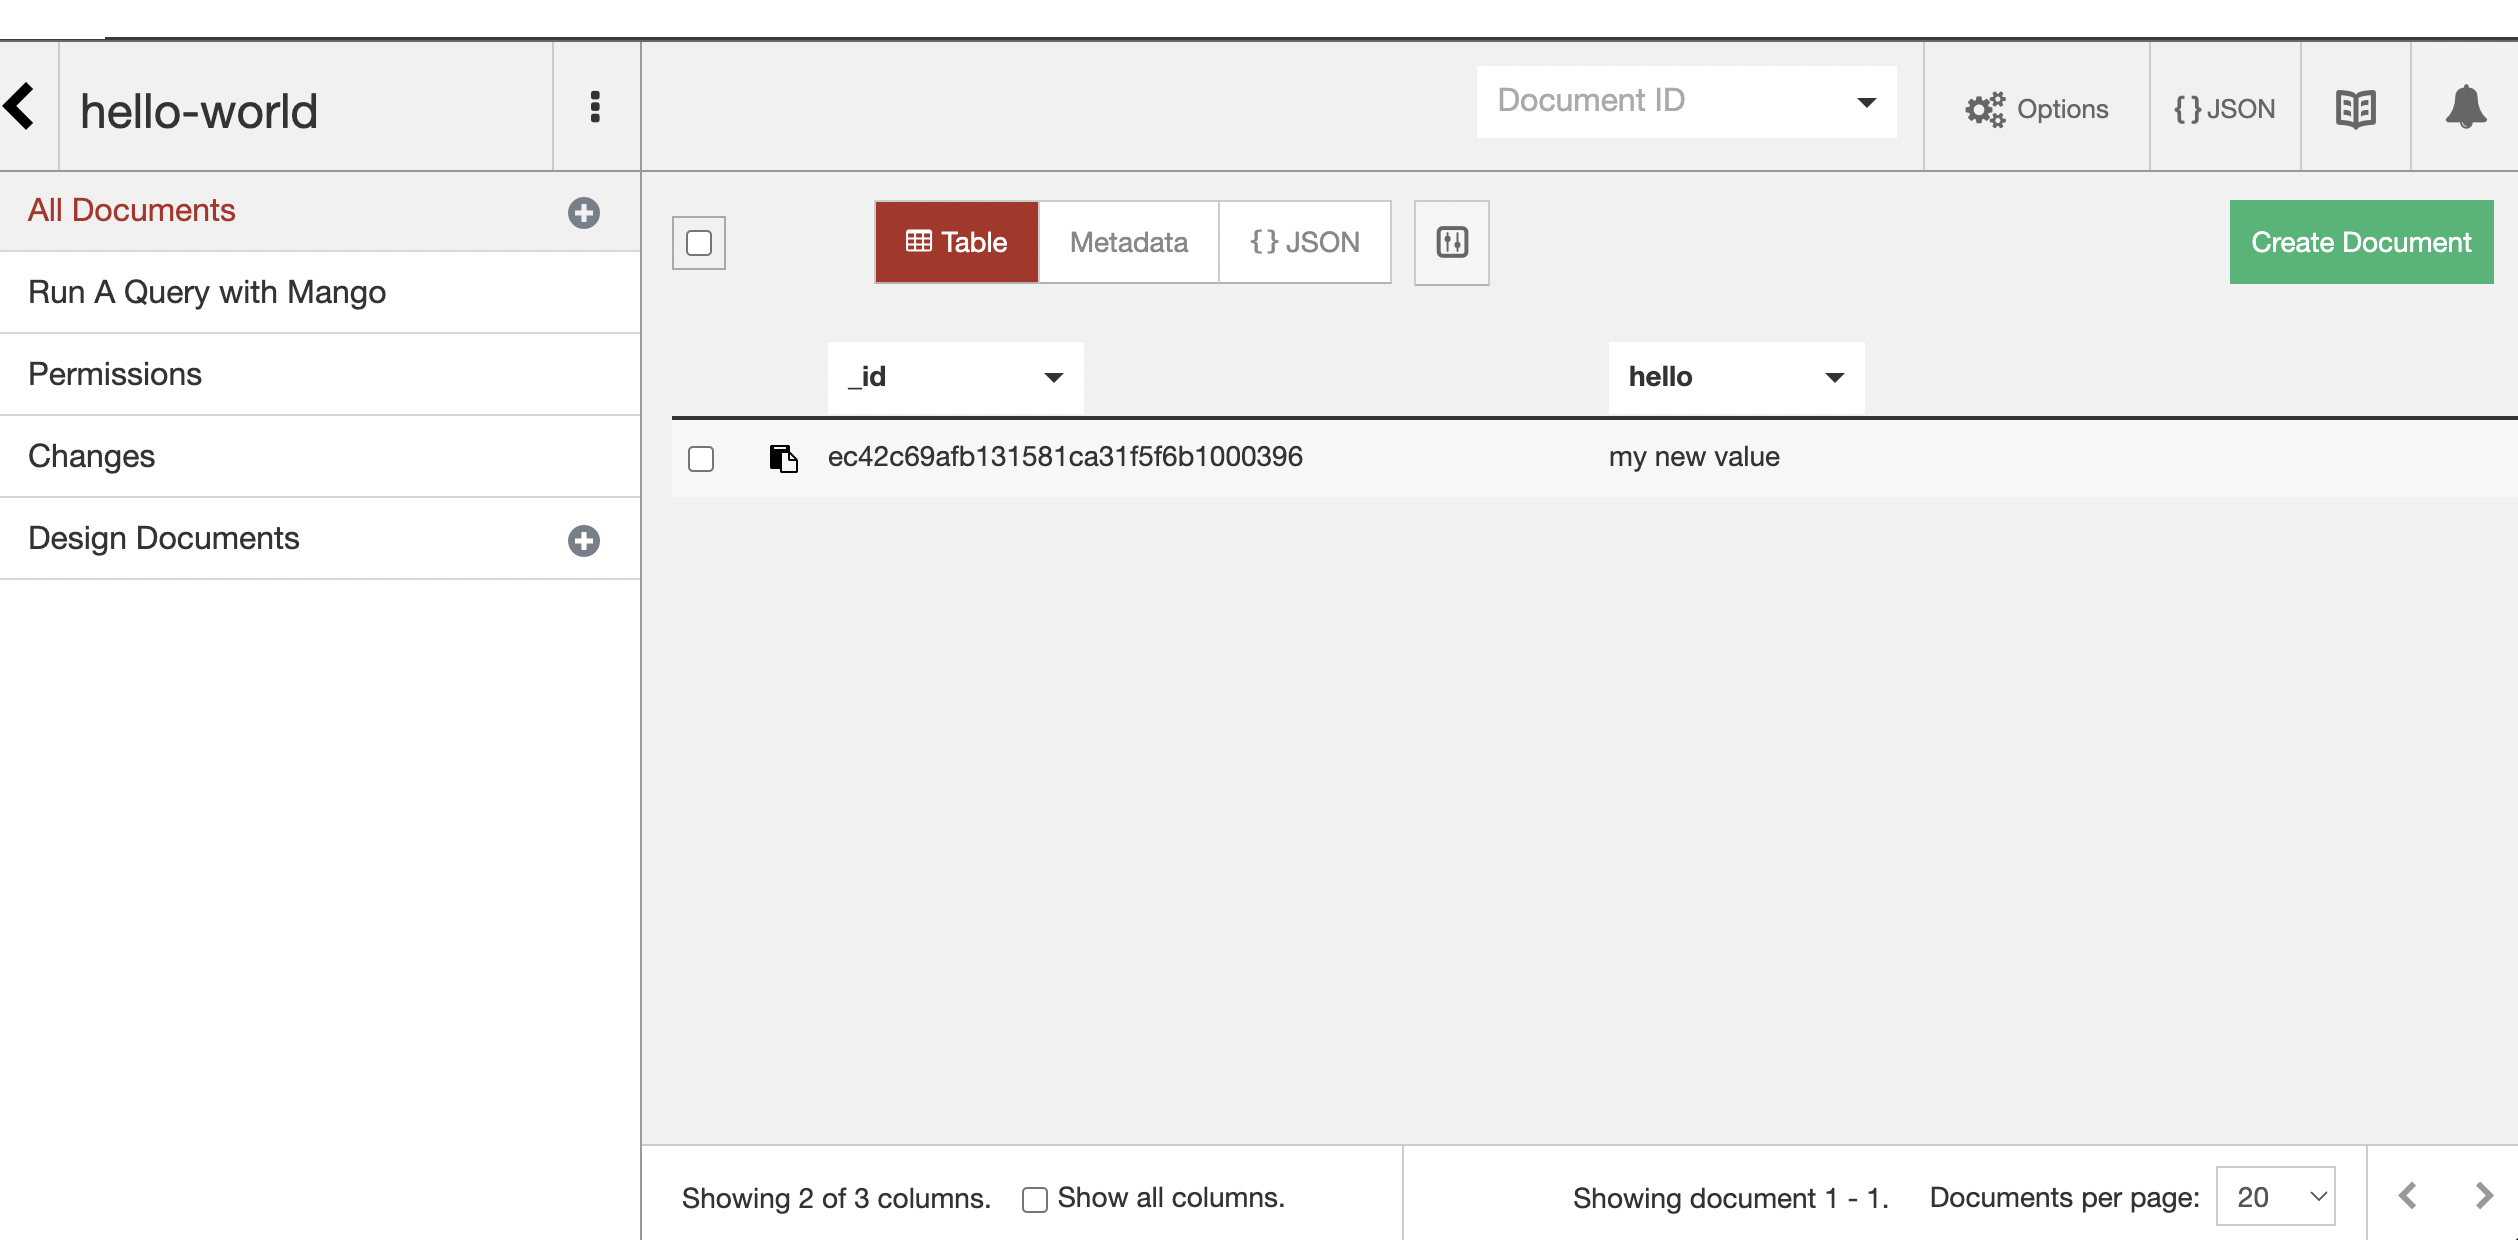 hello-world
Document ID
Options
{} JSON
All Documents
Run A Query with Mango
Permissions
Changes
Design Documents
Table
Metadata
{} JSON
Create Document
_id
hello
ec42c69afb131581ca31f5f6b1000396
my new value
Showing 2 of 3 columns.
Show all columns.
Showing document 1 - 1.
Documents per page:
20